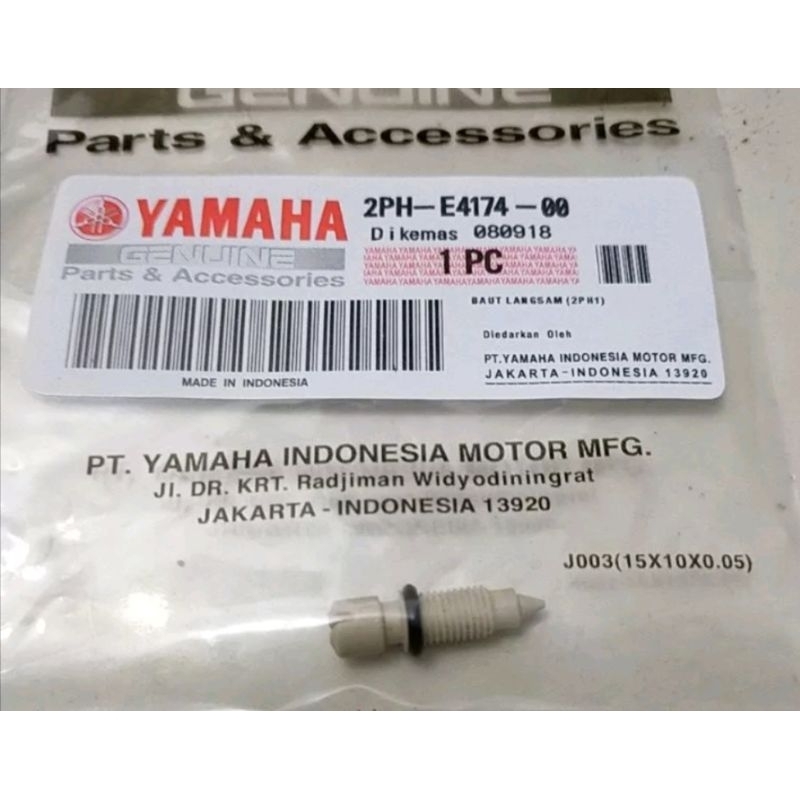 GENUINE
Parts & Accessories
YAMAHA
GENUINE
Parts & Accessories
2PH-E4174-00
Dikemas 080918
1 PC
BAUT LANGSAM (2PH1)
Diedarkan Oleh
PT.YAMAHA INDONESIA MOTOR MFG.
JAKARTA-INDONESIA 13920
MADE IN INDONESIA
PT. YAMAHA INDONESIA MOTOR MFG.
Jl. DR. KRT. Radjiman Widyodiningrat
JAKARTA - INDONESIA 13920
J003(15X10X0.05)